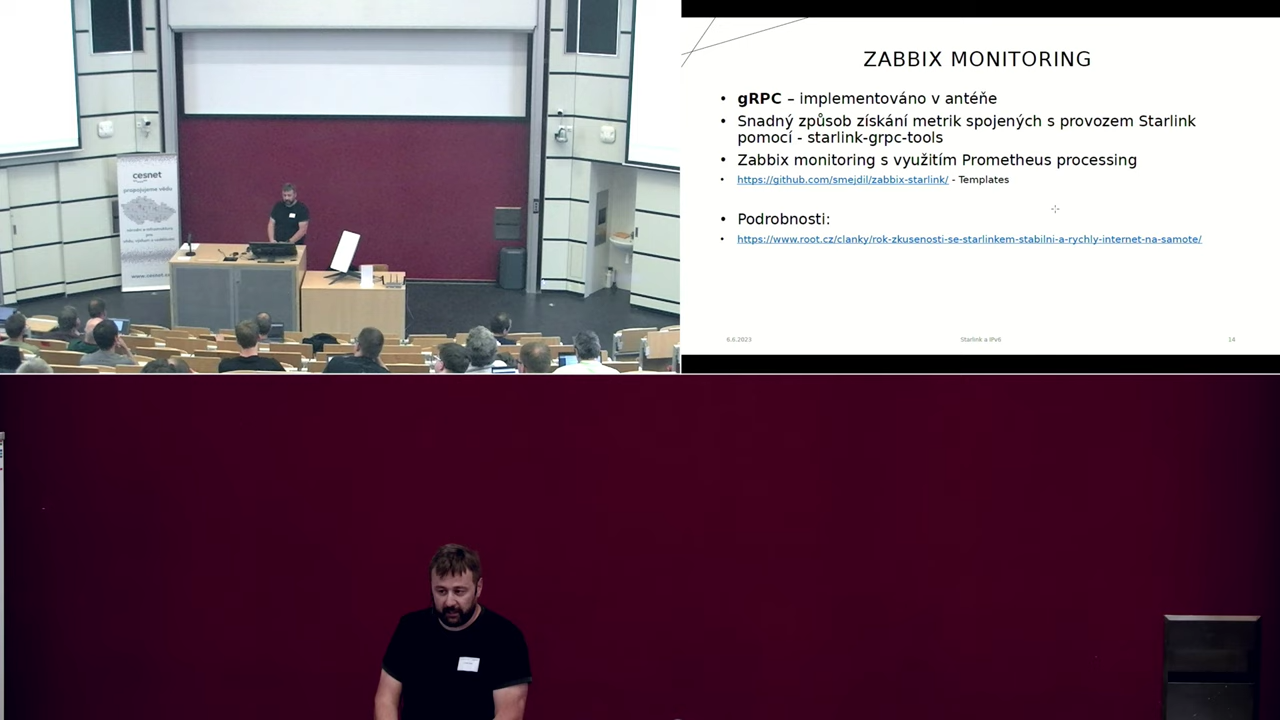 cesnet
propojujeme vědu
www.cesnet.cz
ZABBIX MONITORING
• gRPC – implementováno v anténě
• Snadný způsob získání metrik spojených s provozem Starlink
pomocí - starlink-grpc-tools
• Zabbix monitoring s využitím Prometheus processing
• https://github.com/smejdil/zabbix-starlink/ - Templates
• Podrobnosti:
• https://www.root.cz/clanky/rok-zkusenosti-se-starlinkem-stabilni-a-rychly-internet-na-samote/
6.6.2023
Starlink a IPv6
14